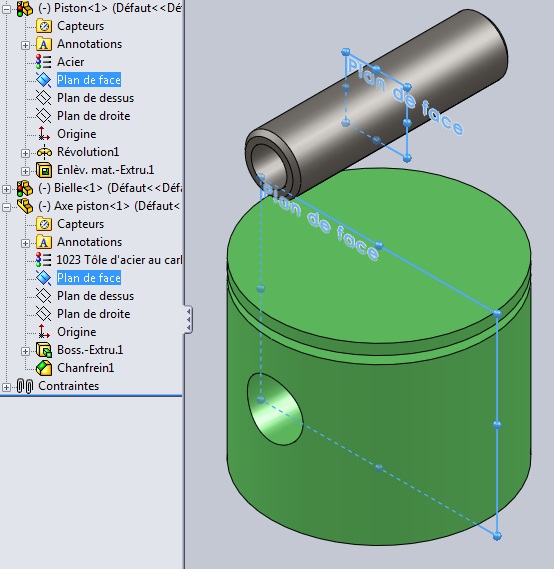 (-) Piston<1> (Défaut<<Dé
Capteurs
Annotations
Acier
Plan de face
Plan de dessus
Plan de droite
Origine
Révolution1
Enlèv. mat.-Extru.1
(-) Bielle<1> (Défaut<<Défa
(-) Axe piston<1> (Défaut<
Capteurs
Annotations
1023 Tôle d'acier au carl
Plan de face
Plan de dessus
Plan de droite
Origine
Boss.-Extru.1
Chanfrein1
Contraintes
Plan de face
Plan de face